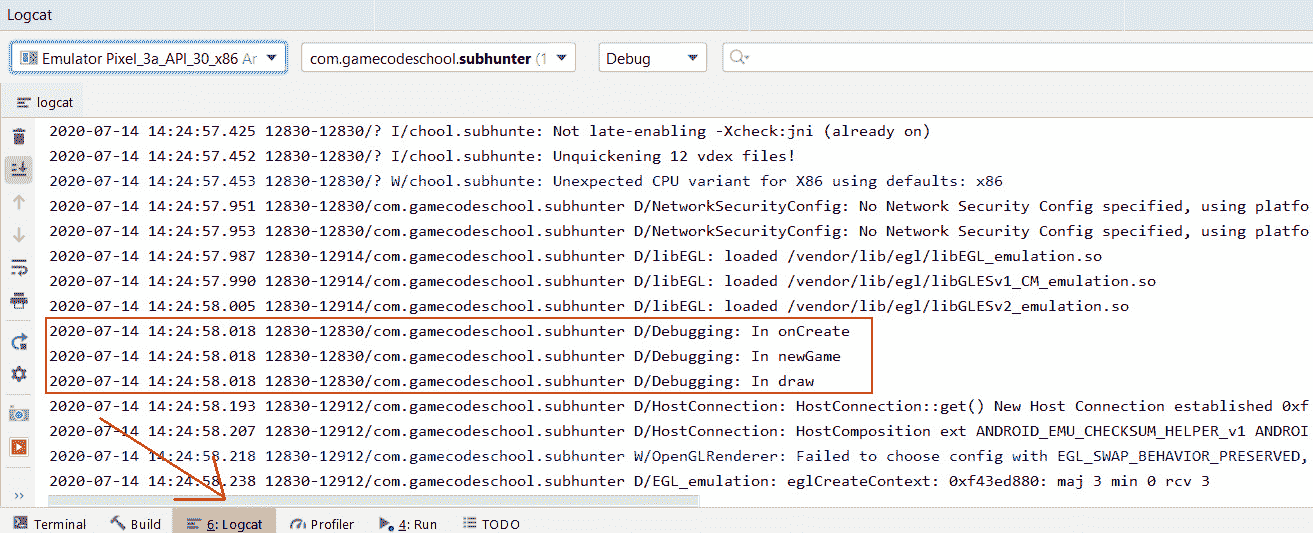 Logcat
Emulator Pixel_3a_API_30_x86 Ar
com.gamecodeschool.subhunter (1
Debug
logcat
2020-07-14 14:24:57.425 12830-12830/? I/chool.subhunte: Not late-enabling -Xcheck:jni (already on)
2020-07-14 14:24:57.452 12830-12830/? I/chool.subhunte: Unquickening 12 vdex files!
2020-07-14 14:24:57.453 12830-12830/? W/chool.subhunte: Unexpected CPU variant for X86 using defaults: x86
2020-07-14 14:24:57.951 12830-12830/com.gamecodeschool.subhunter D/NetworkSecurityConfig: No Network Security Config specified, using platfo
2020-07-14 14:24:57.953 12830-12830/com.gamecodeschool.subhunter D/NetworkSecurityConfig: No Network Security Config specified, using platfo
2020-07-14 14:24:57.987 12830-12914/com.gamecodeschool.subhunter D/libEGL: loaded /vendor/lib/egl/libEGL_emulation.so
2020-07-14 14:24:57.990 12830-12914/com.gamecodeschool.subhunter D/libEGL: loaded /vendor/lib/egl/libGLESv1_CM_emulation.so
2020-07-14 14:24:58.005 12830-12914/com.gamecodeschool.subhunter D/libEGL: loaded /vendor/lib/egl/libGLESv2_emulation.so
2020-07-14 14:24:58.018 12830-12830/com.gamecodeschool.subhunter D/Debugging: In onCreate
2020-07-14 14:24:58.018 12830-12830/com.gamecodeschool.subhunter D/Debugging: In newGame
2020-07-14 14:24:58.018 12830-12830/com.gamecodeschool.subhunter D/Debugging: In draw
2020-07-14 14:24:58.193 12830-12912/com.gamecodeschool.subhunter D/HostConnection: HostConnection::get() New Host Connection established 0xf
2020-07-14 14:24:58.207 12830-12912/com.gamecodeschool.subhunter D/HostConnection: HostComposition ext ANDROID_EMU_CHECKSUM_HELPER_v1 ANDROI
2020-07-14 14:24:58.218 12830-12912/com.gamecodeschool.subhunter W/OpenGLRenderer: Failed to choose config with EGL_SWAP_BEHAVIOR_PRESERVED,
2020-07-14 14:24:58.238 12830-12912/com.gamecodeschool.subhunter D/EGL_emulation: eglCreateContext: 0xf43ed880: maj 3 min 0 rcv 3
Terminal Build 6: Logcat Profiler 4: Run TODO